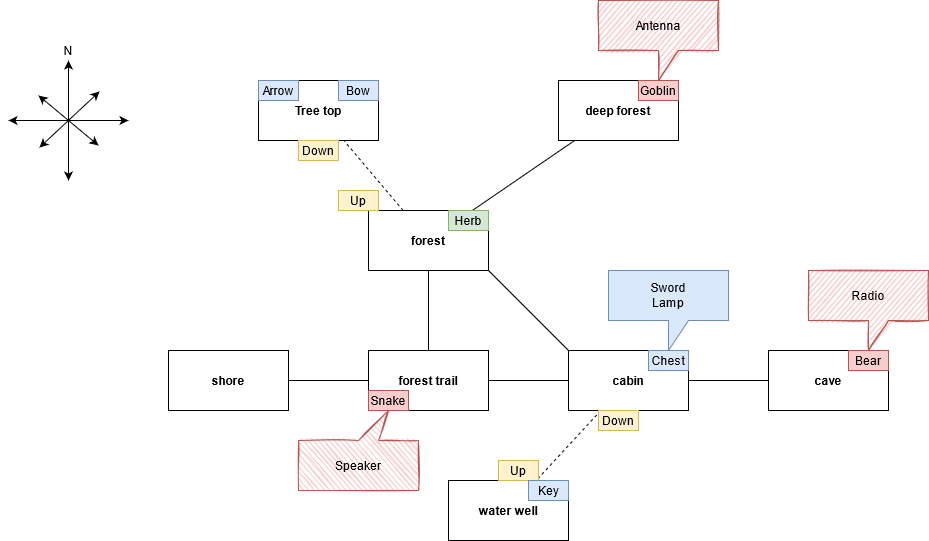 Antenna
N
Arrow
Bow
Tree top
Down
Goblin
deep forest
Up
Herb
forest
Sword
Lamp
Radio
shore
forest trail
Snake
Chest
cabin
Down
Bear
cave
Speaker
Up
Key
water well